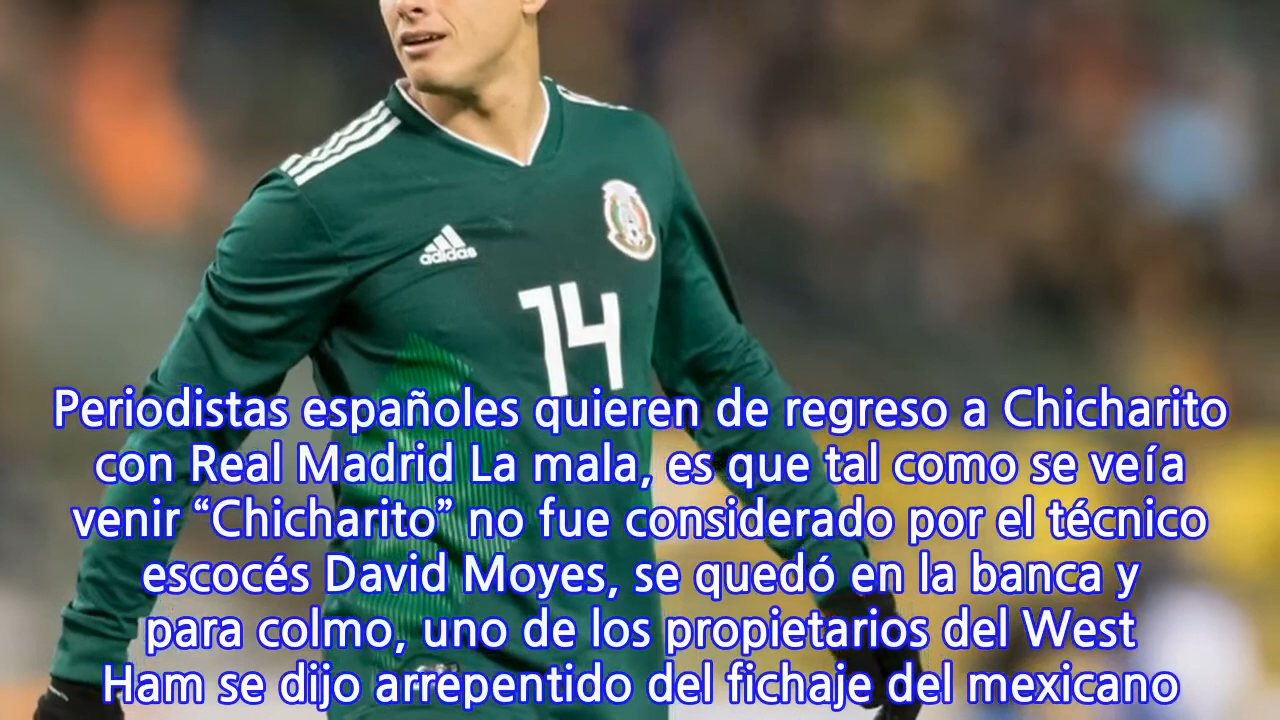 adidas
14
Periodistas españoles quieren de regreso a Chicharito
con Real Madrid La mala, es que tal como se veía
venir “Chicharito” no fue considerado por el técnico
escocés David Moyes, se quedó en la banca y
para colmo, uno de los propietarios del West
Ham se dijo arrepentido del fichaje del mexicano